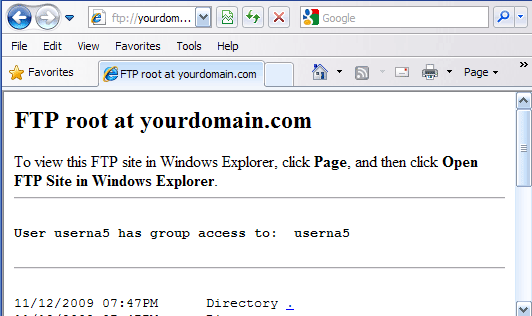 ftp://yourdom...
Google
File Edit View Favorites Tools Help
Favorites
FTP root at yourdomain.com
Page
FTP root at yourdomain.com
To view this FTP site in Windows Explorer, click Page, and then click Open
FTP Site in Windows Explorer.
User userna5 has group access to: userna5
11/12/2009 07:47PM Directory .